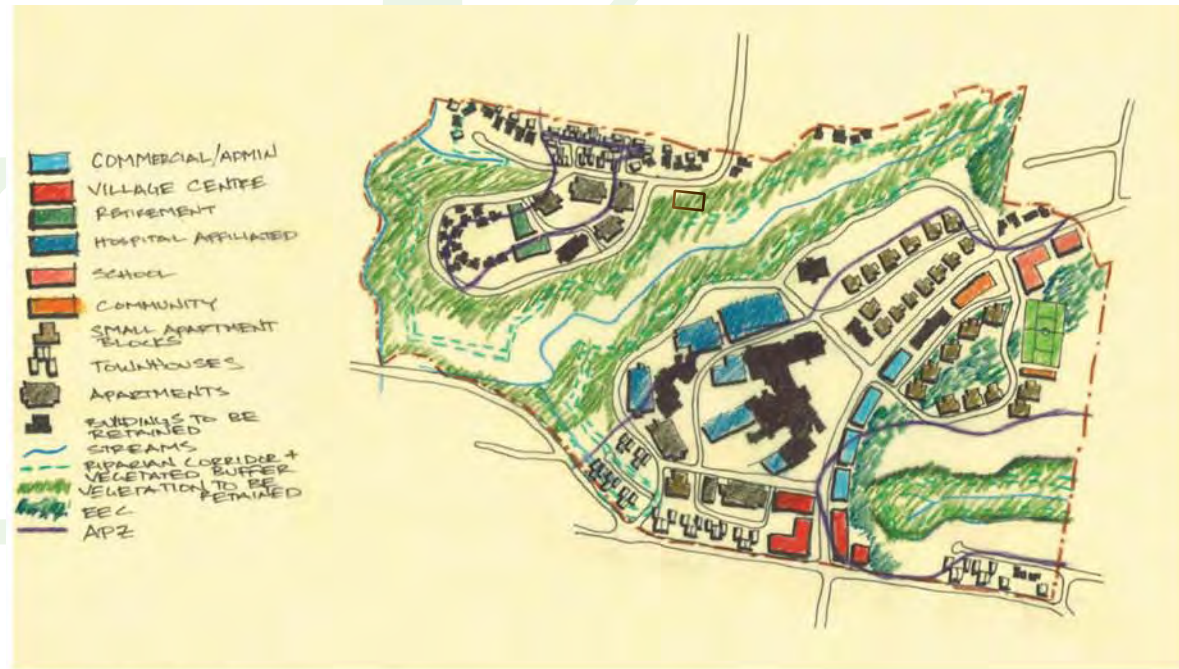 COMMERCIAL/ADMIN
VILLAGE CENTRE
RETIREMENT
HOSPITAL AFFILIATED
SCHOOL
COMMUNITY
SMALL APARTMENT
BLOCKS
TOWNHOUSES
APARTMENTS
BUILDINGS TO BE
RETAINED
STREAMS
RIPARIAN CORRIDOR +
VEGETATED BUFFER
VEGETATION TO BE
RETAINED
EEC
APZ